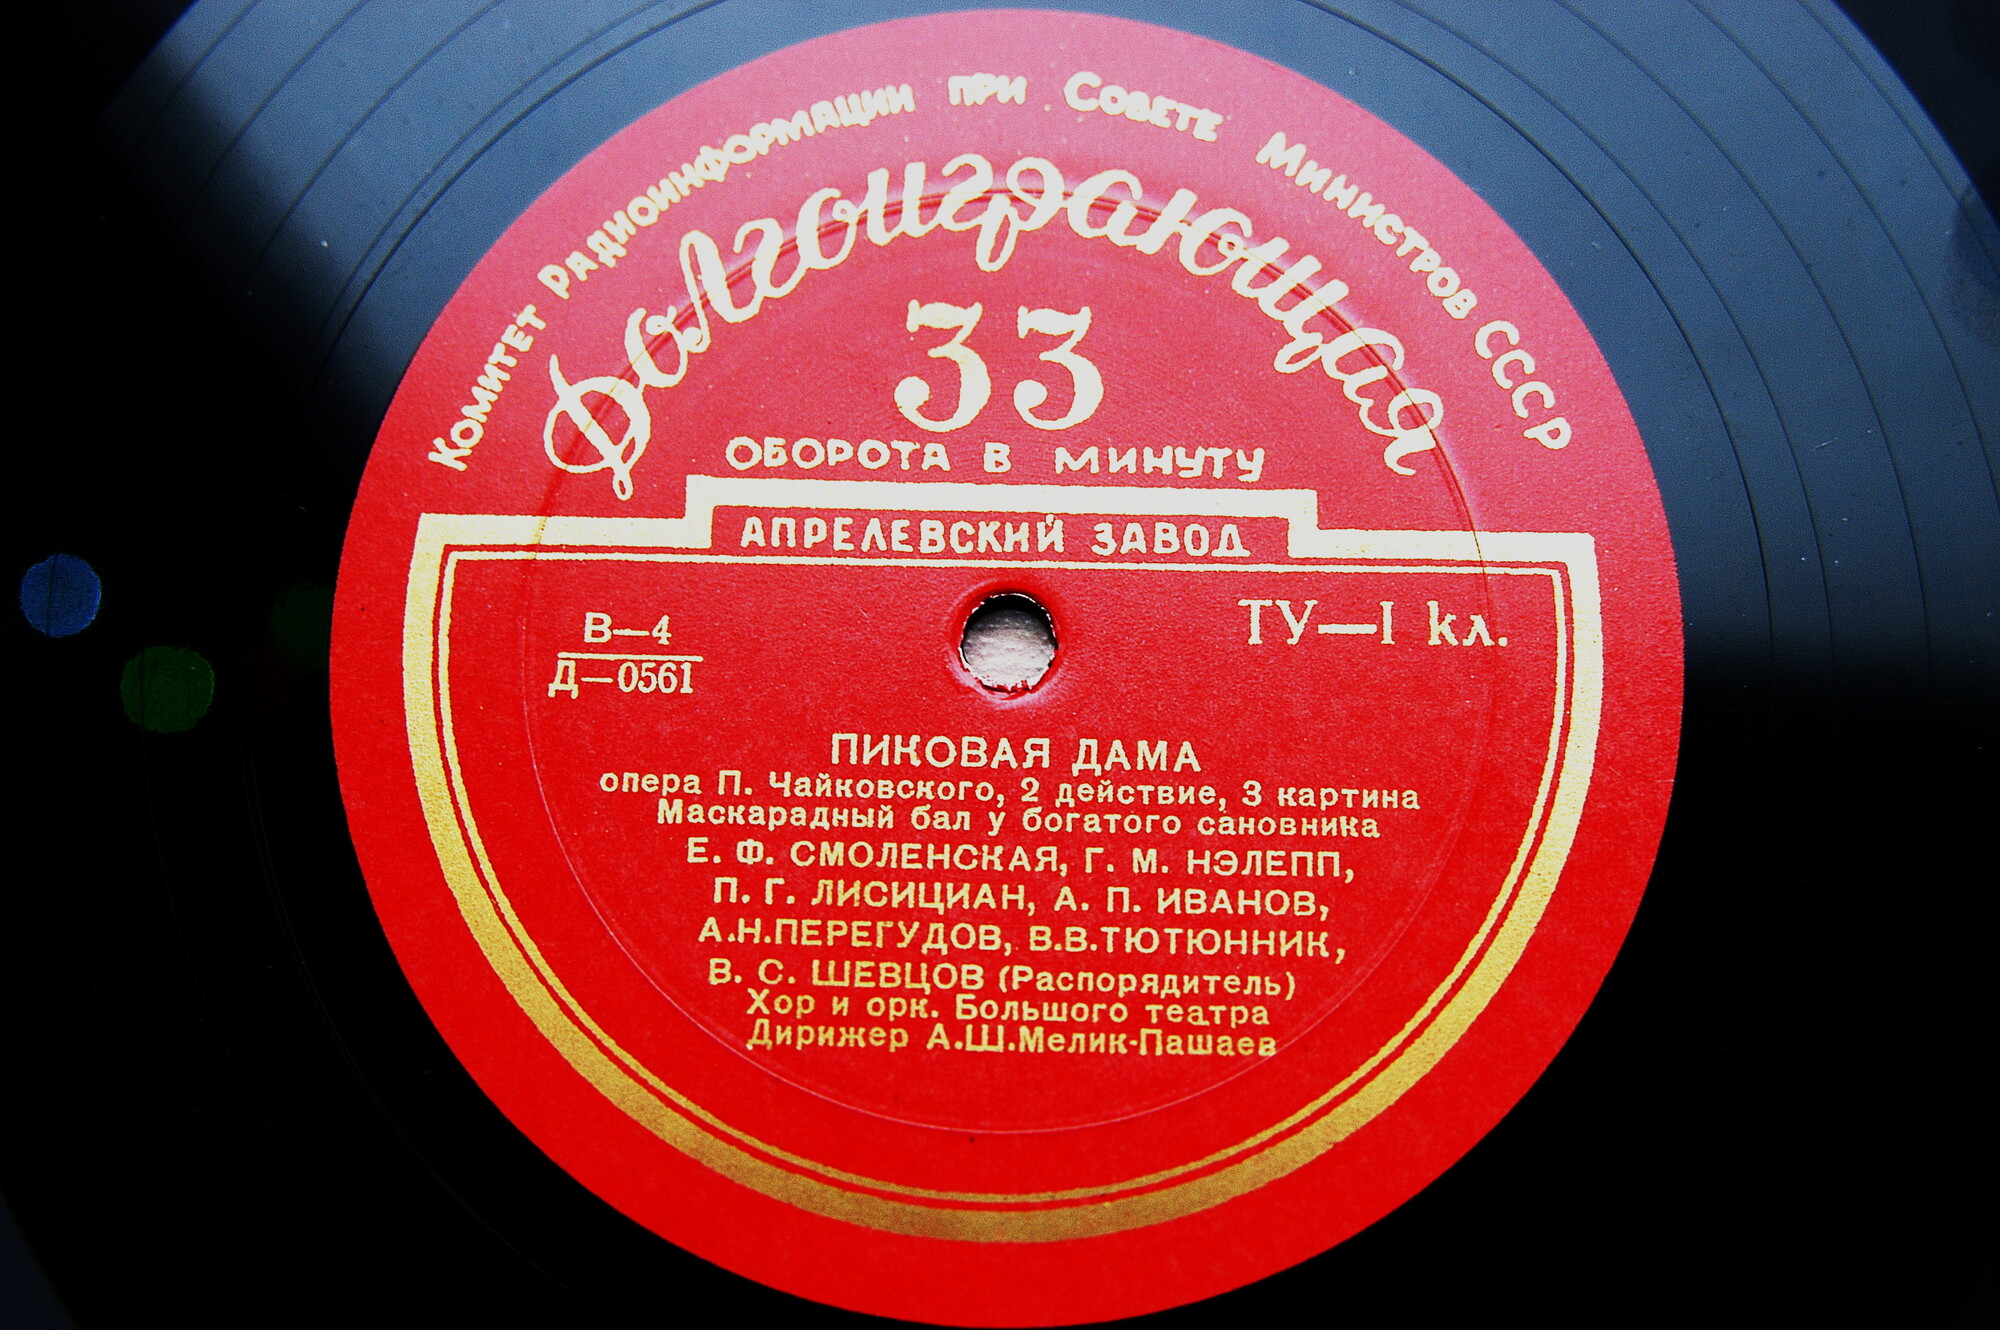 Комитет Радиоинформации при Совете Министров СССР
Долгоиграющая
33
ОБОРОТА В МИНУТУ
АПРЕЛЕВСКИЙ ЗАВОД
В—4
Д—0561
ТУ—I кл.
ПИКОВАЯ ДАМА
опера П. Чайковского, 2 действие, 3 картина
Маскарадный бал у богатого сановника
Е. Ф. СМОЛЕНСКАЯ, Г. М. НЭЛЕПП,
П. Г. ЛИСИЦИАН, А. П. ИВАНОВ,
А.Н.ПЕРЕГУДОВ, В.В.ТЮТЮННИК,
В. С. ШЕВЦОВ (Распорядитель)
Хор и орк. Большого театра
Дирижер А.Ш.Мелик-Пашаев